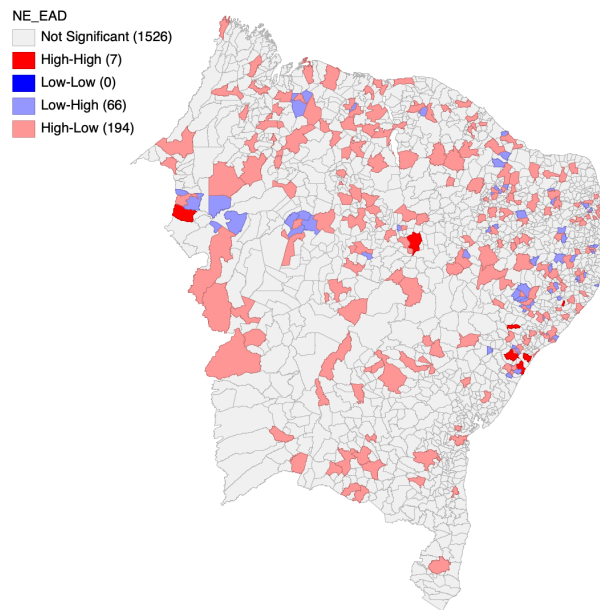 NE_EAD
Not Significant (1526)
High-High (7)
Low-Low (0)
Low-High (66)
High-Low (194)